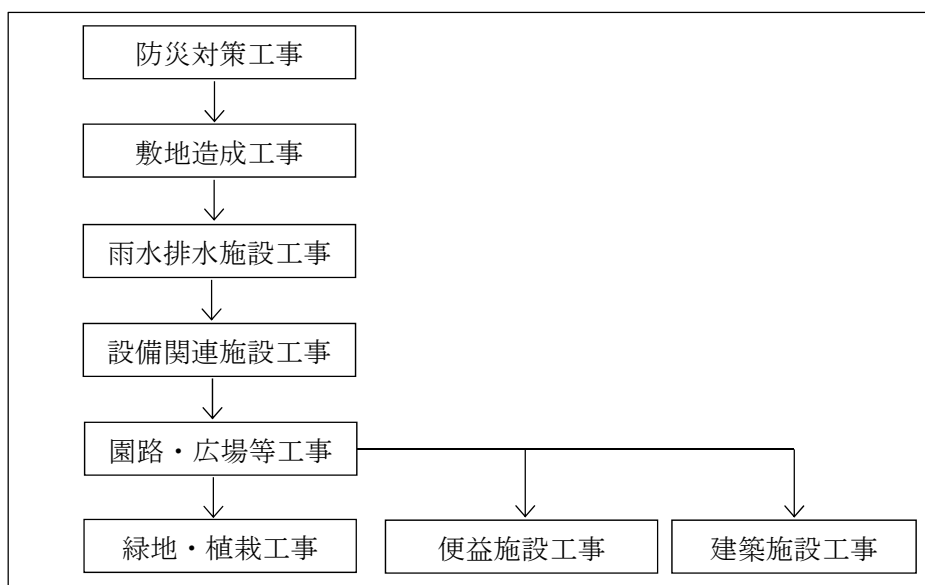 防災対策工事
敷地造成工事
雨水排水施設工事
設備関連施設工事
園路・広場等工事
緑地・植栽工事
便益施設工事
建築施設工事